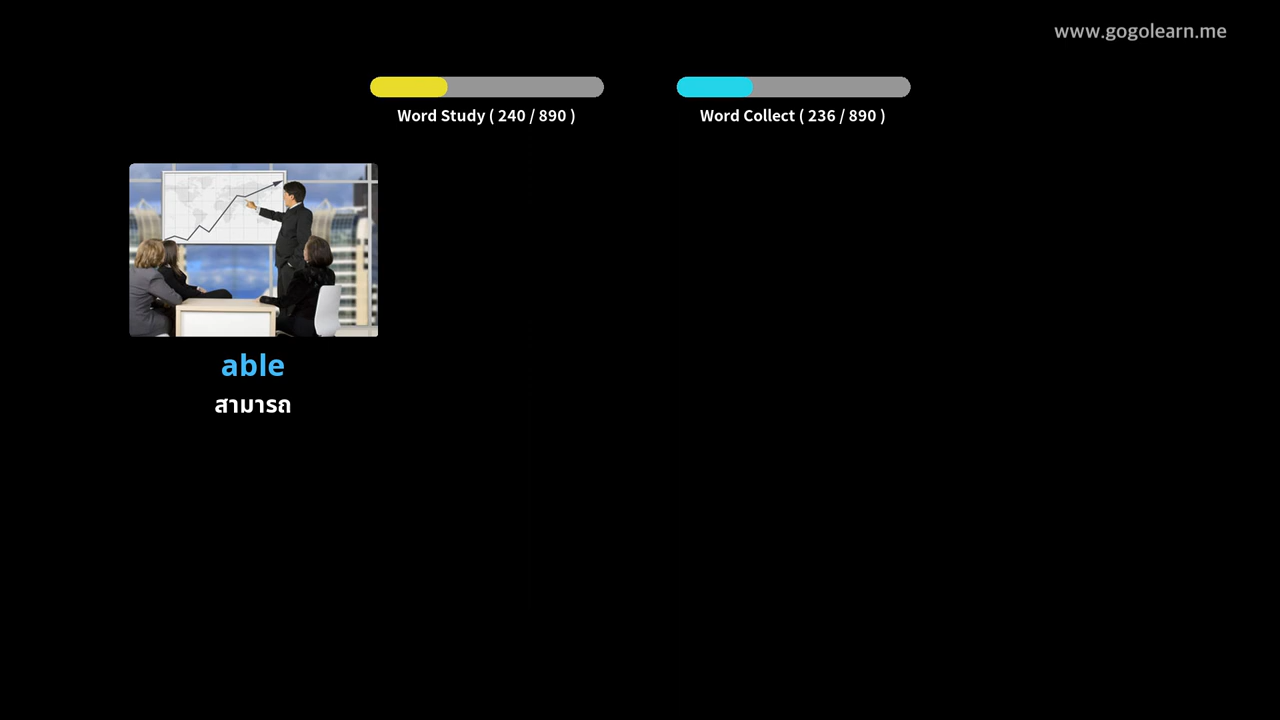 www.gogolearn.me
Word Study ( 240 / 890 )
Word Collect ( 236 / 890 )
able
สามารถ